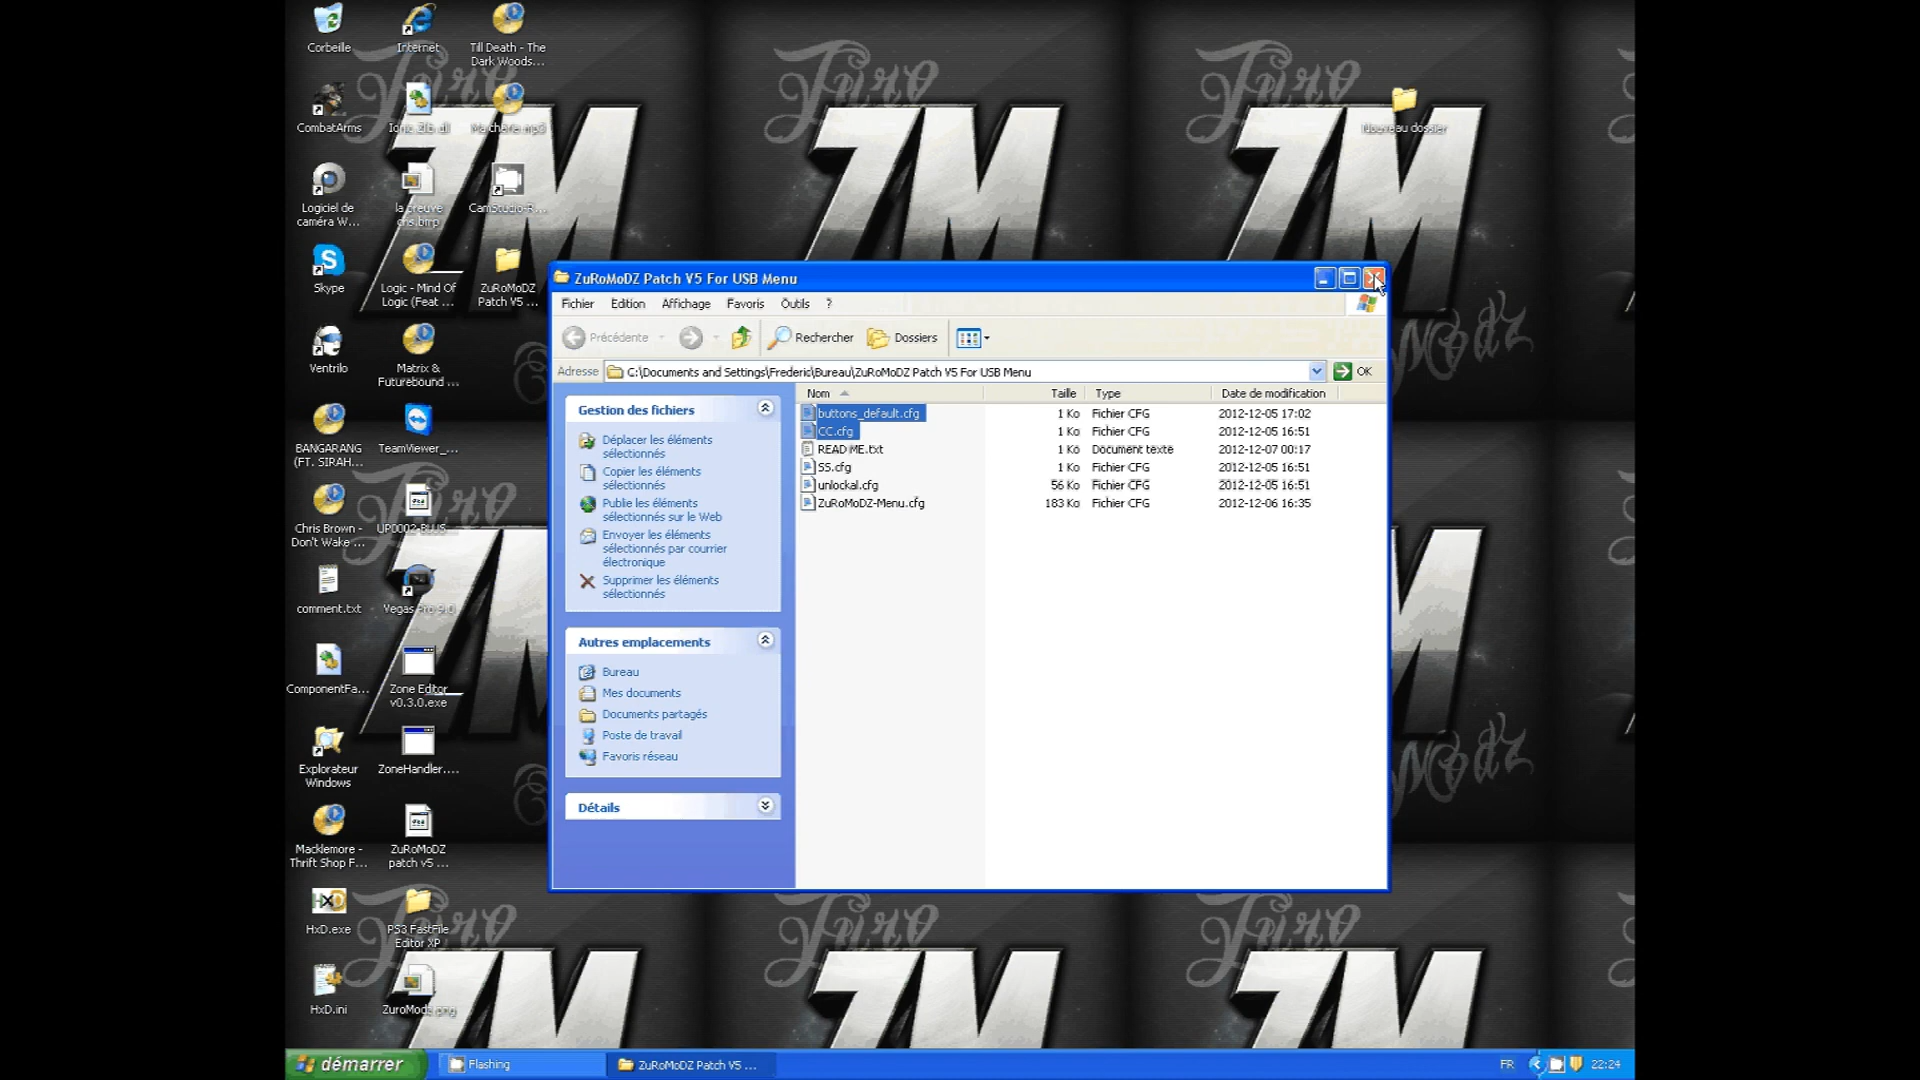 Corbeille
Internet
Till Death - The
Dark Woods...
CombatArms
Ionic.Zlib.dll
Ma cherie.mp3
Nouveau dossier
Logiciel de
caméra W...
la preuve
CamStudio-R...
Skype
Logic - Mind Of
Logic (Feat ...
ZuRoMoDZ
Patch V5 ...
Ventrilo
Matrix &
Futurebound ...
BANGARANG
(FT. SIRAH...
TeamViewer_...
Chris Brown -
Don't Wake ...
comment.txt
Vegas Pro 9.0
ComponentFa...
Zone Editor
v0.3.0.exe
Explorateur
Windows
ZoneHandler....
Macklemore -
Thrift Shop F...
ZuRoMoDZ
patch v5 ...
HxD
HxD.exe
PS3 FastFile
Editor XP
HxD.ini
ZuroModz.png
ZuRoMoDZ Patch V5 For USB Menu
Fichier Edition Affichage Favoris Outils ?
Précédente Rechercher Dossiers
Adresse C:\Documents and Settings\Frederic\Bureau\ZuRoMoDZ Patch V5 For USB Menu OK
Gestion des fichiers
Déplacer les éléments
sélectionnés
Copier les éléments
sélectionnés
Publie les éléments
sélectionnés sur le Web
Envoyer les éléments
sélectionnés par courrier
électronique
Supprimer les éléments
sélectionnés
Autres emplacements
Bureau
Mes documents
Documents partagés
Poste de travail
Favoris réseau
Détails
Nom Taille Type Date de modification
buttons_default.cfg 1 Ko Fichier CFG 2012-12-05 17:02
CC.cfg 1 Ko Fichier CFG 2012-12-05 16:51
READ ME.txt 1 Ko Document texte 2012-12-07 00:17
SS.cfg 1 Ko Fichier CFG 2012-12-05 16:51
unlockal.cfg 56 Ko Fichier CFG 2012-12-05 16:51
ZuRoMoDZ-Menu.cfg 183 Ko Fichier CFG 2012-12-06 16:35
ZM
démarrer Flashing ZuRoMoDZ Patch V5 ... FR 22:24